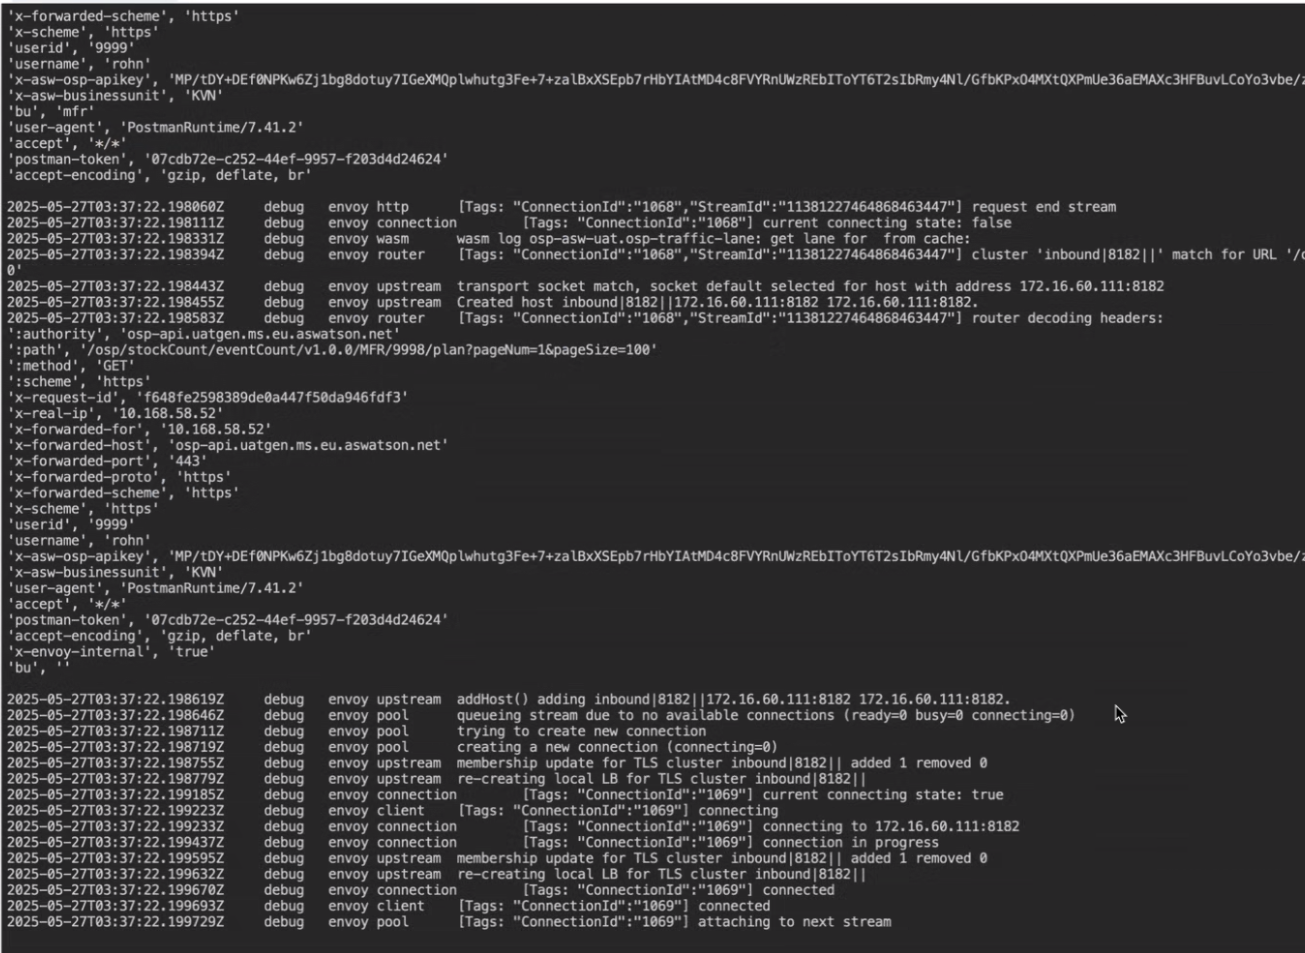 'x-forwarded-scheme', 'https'
'x-scheme', 'https'
'userid', '9999'
'username', 'rohn'
'x-asw-osp-apikey', 'MP/tDY+DEf0NPKw6Zj1bg8dotuy7IGeXMQplwhutg3Fe+7+zalBxXSEpb7rHbYIAtMD4c8FVYRnUWzREbIToYT6T2sIbRmy4Nl/GfbKPxO4MXtQXPmUe36aEMAXc3HFBuvLCoYo3vbe/z
'x-asw-businessunit', 'KVN'
'bu', 'mfr'
'user-agent', 'PostmanRuntime/7.41.2'
'accept', '*/*'
'postman-token', '07cdb72e-c252-44ef-9957-f203d4d24624'
'accept-encoding', 'gzip, deflate, br'
2025-05-27T03:37:22.198060Z debug envoy http [Tags: "ConnectionId":"1068","StreamId":"11381227464868463447"] request end stream
2025-05-27T03:37:22.198111Z debug envoy connection [Tags: "ConnectionId":"1068"] current connecting state: false
2025-05-27T03:37:22.198331Z debug envoy wasm wasm log osp-asw-uat.osp-traffic-lane: get lane for  from cache:
2025-05-27T03:37:22.198394Z debug envoy router [Tags: "ConnectionId":"1068","StreamId":"11381227464868463447"] cluster 'inbound|8182||' match for URL '/o
0'
2025-05-27T03:37:22.198443Z debug envoy upstream transport socket match, socket default selected for host with address 172.16.60.111:8182
2025-05-27T03:37:22.198455Z debug envoy upstream Created host inbound|8182||172.16.60.111:8182 172.16.60.111:8182.
2025-05-27T03:37:22.198583Z debug envoy router [Tags: "ConnectionId":"1068","StreamId":"11381227464868463447"] router decoding headers:
':authority', 'osp-api.uatgen.ms.eu.aswatson.net'
':path', '/osp/stockCount/eventCount/v1.0.0/MFR/9998/plan?pageNum=1&pageSize=100'
':method', 'GET'
':scheme', 'https'
'x-request-id', 'f648fe2598389de0a447f50da946fdf3'
'x-real-ip', '10.168.58.52'
'x-forwarded-for', '10.168.58.52'
'x-forwarded-host', 'osp-api.uatgen.ms.eu.aswatson.net'
'x-forwarded-port', '443'
'x-forwarded-proto', 'https'
'x-forwarded-scheme', 'https'
'x-scheme', 'https'
'userid', '9999'
'username', 'rohn'
'x-asw-osp-apikey', 'MP/tDY+DEf0NPKw6Zj1bg8dotuy7IGeXMQplwhutg3Fe+7+zalBxXSEpb7rHbYIAtMD4c8FVYRnUWzREbIToYT6T2sIbRmy4Nl/GfbKPxO4MXtQXPmUe36aEMAXc3HFBuvLCoYo3vbe/z
'x-asw-businessunit', 'KVN'
'user-agent', 'PostmanRuntime/7.41.2'
'accept', '*/*'
'postman-token', '07cdb72e-c252-44ef-9957-f203d4d24624'
'accept-encoding', 'gzip, deflate, br'
'x-envoy-internal', 'true'
'bu', ''
2025-05-27T03:37:22.198619Z debug envoy upstream addHost() adding inbound|8182||172.16.60.111:8182 172.16.60.111:8182.
2025-05-27T03:37:22.198646Z debug envoy pool queueing stream due to no available connections (ready=0 busy=0 connecting=0)
2025-05-27T03:37:22.198711Z debug envoy pool trying to create new connection
2025-05-27T03:37:22.198719Z debug envoy pool creating a new connection (connecting=0)
2025-05-27T03:37:22.198755Z debug envoy upstream membership update for TLS cluster inbound|8182|| added 1 removed 0
2025-05-27T03:37:22.198779Z debug envoy upstream re-creating local LB for TLS cluster inbound|8182||
2025-05-27T03:37:22.199185Z debug envoy connection [Tags: "ConnectionId":"1069"] current connecting state: true
2025-05-27T03:37:22.199223Z debug envoy client [Tags: "ConnectionId":"1069"] connecting
2025-05-27T03:37:22.199233Z debug envoy connection [Tags: "ConnectionId":"1069"] connecting to 172.16.60.111:8182
2025-05-27T03:37:22.199437Z debug envoy connection [Tags: "ConnectionId":"1069"] connection in progress
2025-05-27T03:37:22.199595Z debug envoy upstream membership update for TLS cluster inbound|8182|| added 1 removed 0
2025-05-27T03:37:22.199632Z debug envoy upstream re-creating local LB for TLS cluster inbound|8182||
2025-05-27T03:37:22.199670Z debug envoy connection [Tags: "ConnectionId":"1069"] connected
2025-05-27T03:37:22.199693Z debug envoy client [Tags: "ConnectionId":"1069"] connected
2025-05-27T03:37:22.199729Z debug envoy pool [Tags: "ConnectionId":"1069"] attaching to next stream